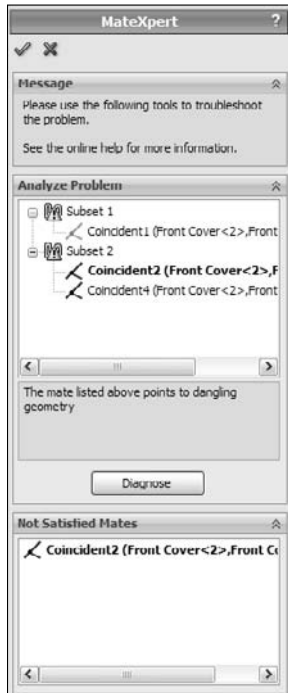 MateXpert ?
Message
Please use the following tools to troubleshoot
the problem.
See the online help for more information.
Analyze Problem
Subset 1
Coincident1 (Front Cover<2>,Front
Subset 2
Coincident2 (Front Cover<2>,F
Coincident4 (Front Cover<2>,Front
The mate listed above points to dangling
geometry
Diagnose
Not Satisfied Mates
Coincident2 (Front Cover<2>,Front Co